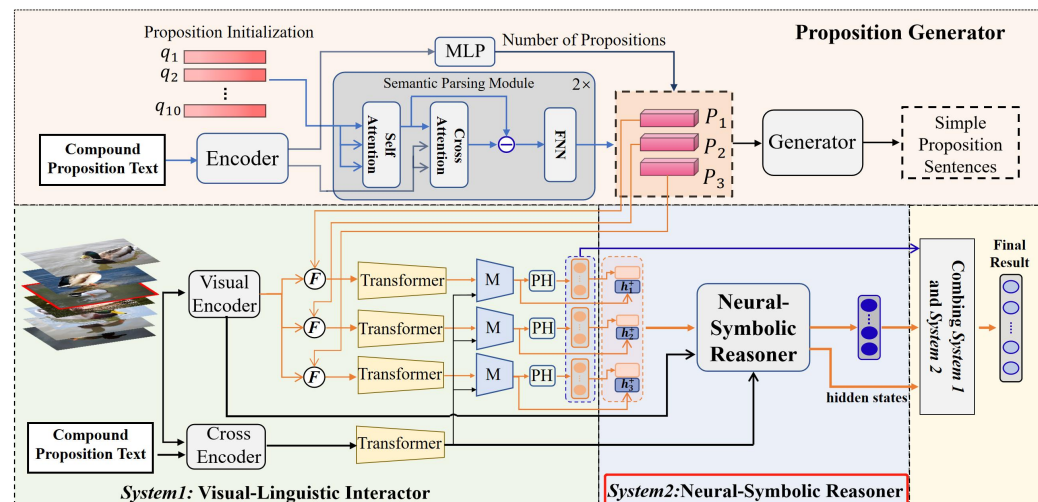 Proposition Initialization
Proposition Generator
q1
q2
⋮
q10
MLP
Number of Propositions
Semantic Parsing Module
2×
Compound
Proposition Text
Encoder
Self
Attention
Cross
Attention
FNN
P1
P2
P3
Generator
Simple
Proposition
Sentences
Visual
Encoder
F
Transformer
M
PH
h1+
F
Transformer
M
PH
h2+
F
Transformer
M
PH
h3+
Neural-
Symbolic
Reasoner
hidden states
Combing System 1
and System 2
Final
Result
Compound
Proposition Text
Cross
Encoder
Transformer
System1: Visual-Linguistic Interactor
System2:Neural-Symbolic Reasoner